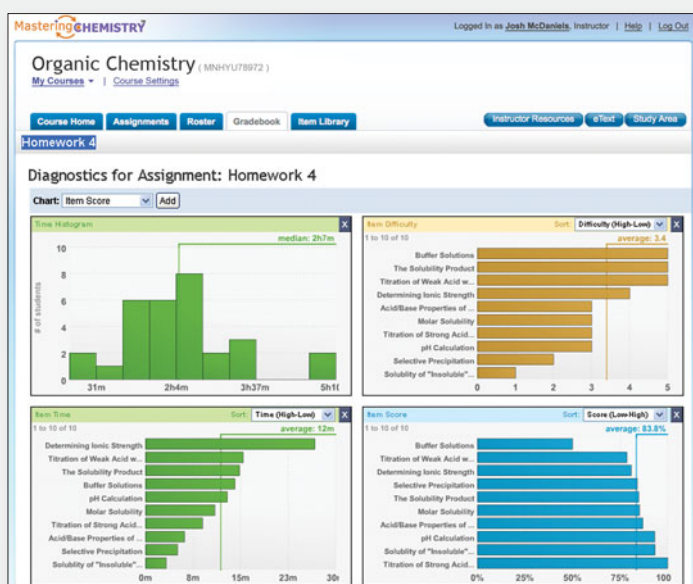 MasteringCHEMISTRY
Logged in as Josh McDaniels, Instructor | Help | Log Out
Organic Chemistry ( MNHYU78972 )
My Courses | Course Settings
Course Home Assignments Roster Gradebook Item Library Instructor Resources eText Study Area
Homework 4
Diagnostics for Assignment: Homework 4
Chart: Item Score Add
Time Histogram X
median: 2h7m
# of students
10
8
6
4
2
0
31m 2h4m 3h37m
Item Difficulty Sort: Difficulty (High-Low) X
1 to 10 of 10 average: 3.4
Buffer Solutions
The Solubility Product
Titration of Weak Acid w...
Determining Ionic Strength
Acid/Base Properties of ...
Molar Solubility
Titration of Strong Acid...
pH Calculation
Selective Precipitation
Solublity of "Insoluble"...
0 1 2 3 4 5
Item Time Sort: Time (High-Low) X
1 to 10 of 10 average: 12m
Determining Ionic Strength
Titration of Weak Acid w...
The Solubility Product
Buffer Solutions
pH Calculation
Molar Solubility
Titration of Strong Acid...
Acid/Base Properties of ...
Selective Precipitation
Solublity of "Insoluble"...
0m 8m 15m 23m
Item Score Sort: Score (Low-High) X
1 to 10 of 10 average: 83.8%
Buffer Solutions
Titration of Weak Acid w...
Determining Ionic Strength
Selective Precipitation
The Solubility Product
Molar Solubility
Acid/Base Properties of ...
pH Calculation
Solublity of "Insoluble"...
Titration of Strong Acid...
0% 25% 50% 75% 100